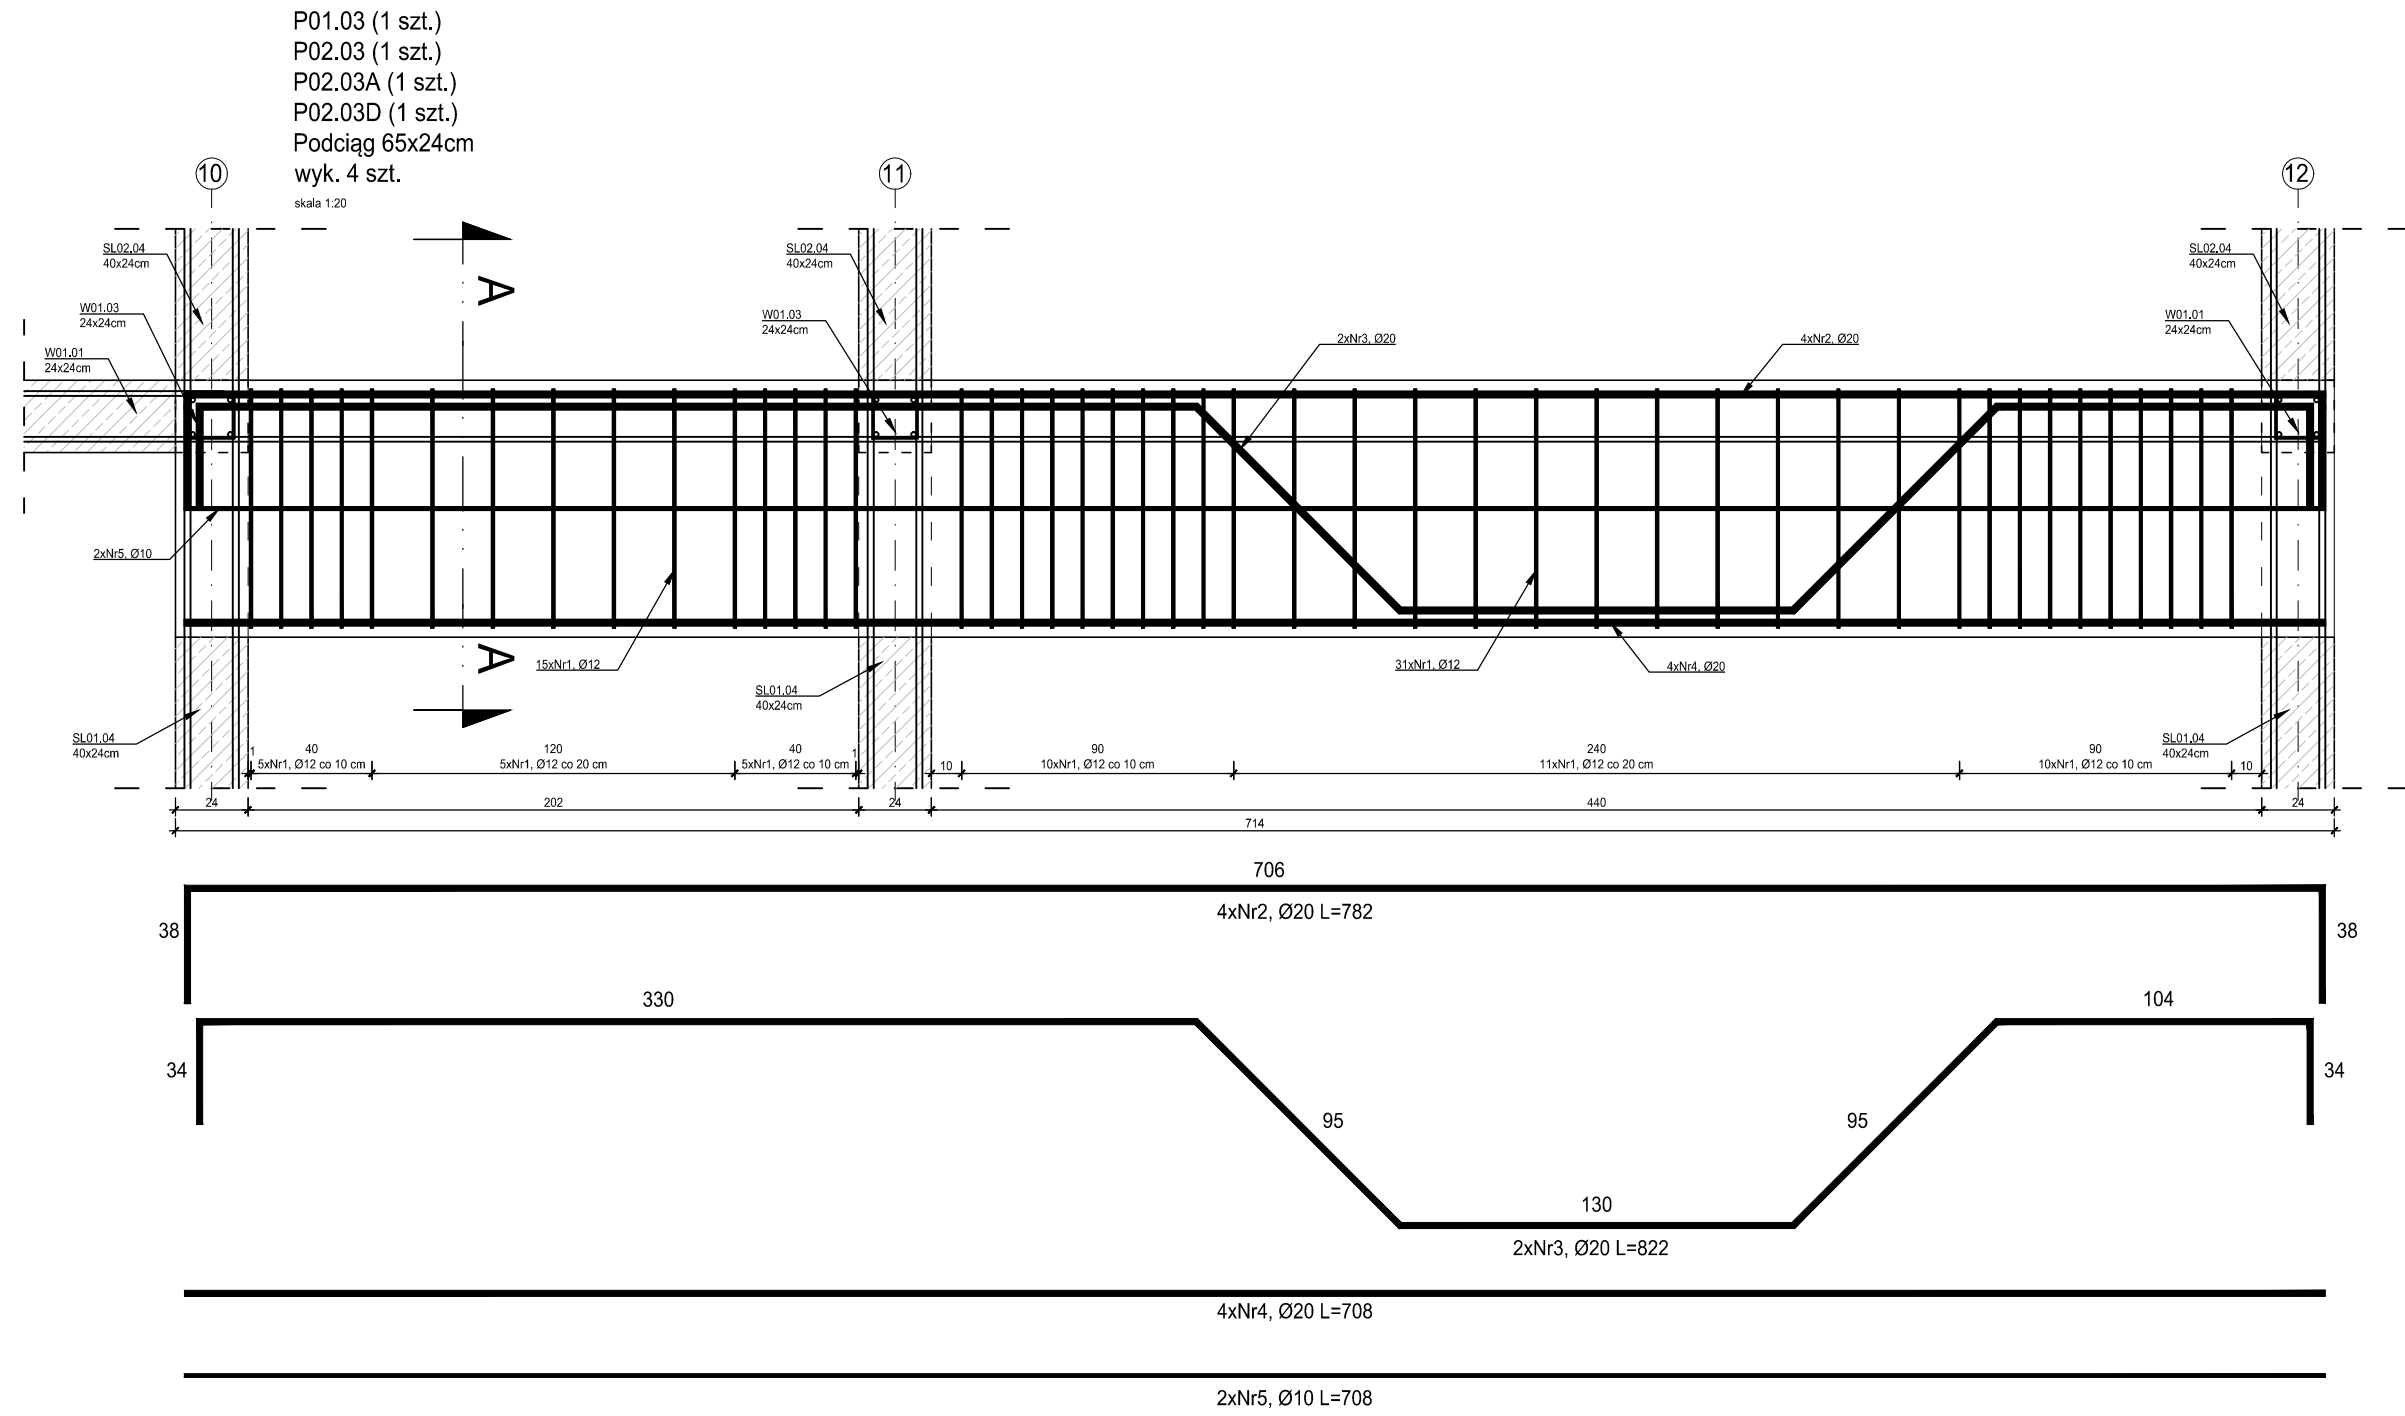 P01.03 (1 szt.)
P02.03 (1 szt.)
P02.03A (1 szt.)
P02.03D (1 szt.)
Podciąg 65x24cm
wyk. 4 szt.
skala 1:20
10
11
12
SL02.04
40x24cm
SL02.04
40x24cm
SL02.04
40x24cm
A
W01.03
24x24cm
W01.03
24x24cm
W01.01
24x24cm
W01.01
24x24cm
2xNr3, Ø20
4xNr2, Ø20
2xNr5, Ø10
A
15xNr1, Ø12
31xNr1, Ø12
4xNr4, Ø20
SL01.04
40x24cm
SL01.04
40x24cm
SL01.04
40x24cm
1
40
120
40
1
90
240
90
5xNr1, Ø12 co 10 cm
5xNr1, Ø12 co 20 cm
5xNr1, Ø12 co 10 cm
10
10xNr1, Ø12 co 10 cm
11xNr1, Ø12 co 20 cm
10xNr1, Ø12 co 10 cm
10
24
202
24
440
24
714
706
4xNr2, Ø20 L=782
38
38
330
104
34
34
95
95
130
2xNr3, Ø20 L=822
4xNr4, Ø20 L=708
2xNr5, Ø10 L=708